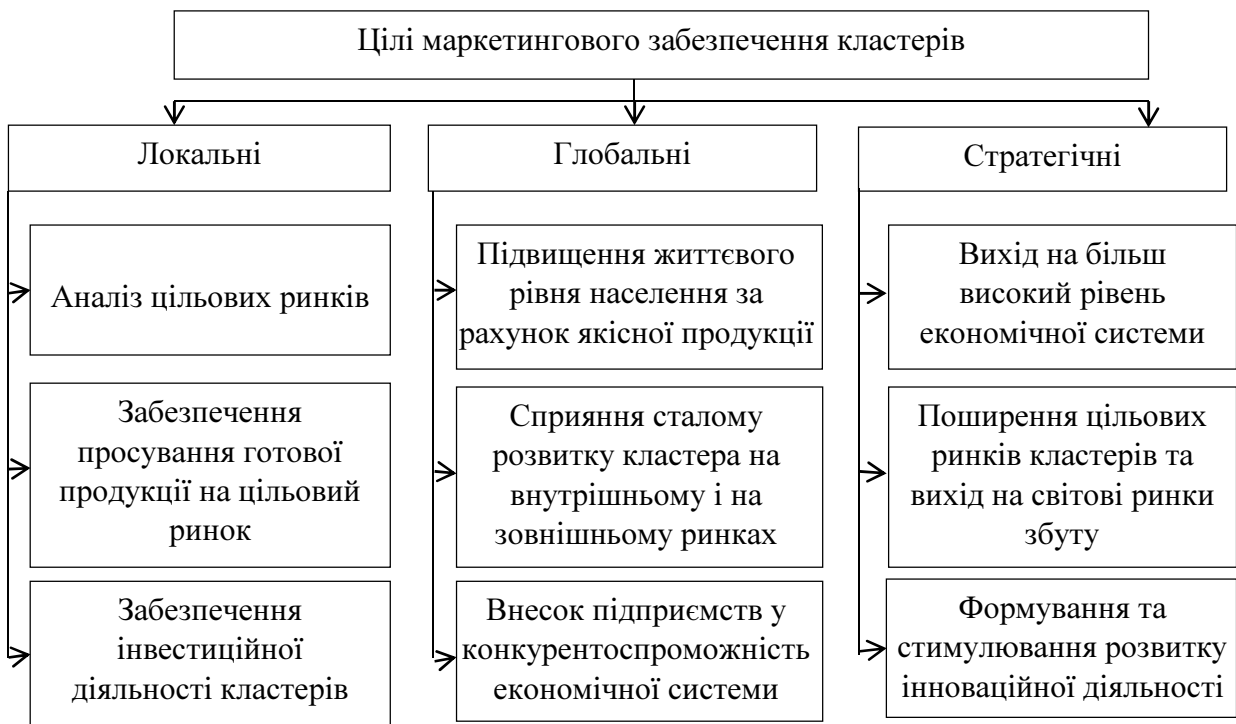 Цілі маркетингового забезпечення кластерів
Локальні
Глобальні
Стратегічні
Аналіз цільових ринків
Забезпечення
просування готової
продукції на цільовий
ринок
Забезпечення
інвестиційної
діяльності кластерів
Підвищення життєвого
рівня населення за
рахунок якісної продукції
Сприяння сталому
розвитку кластера на
внутрішньому і на
зовнішньому ринках
Внесок підприємств у
конкурентоспроможність
економічної системи
Вихід на більш
високий рівень
економічної системи
Поширення цільових
ринків кластерів та
вихід на світові ринки
збуту
Формування та
стимулювання розвитку
інноваційної діяльності